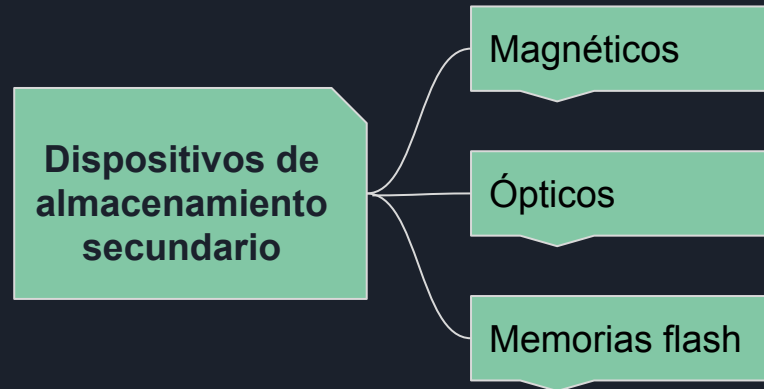 Dispositivos de
almacenamiento
secundario
Magnéticos
Ópticos
Memorias flash